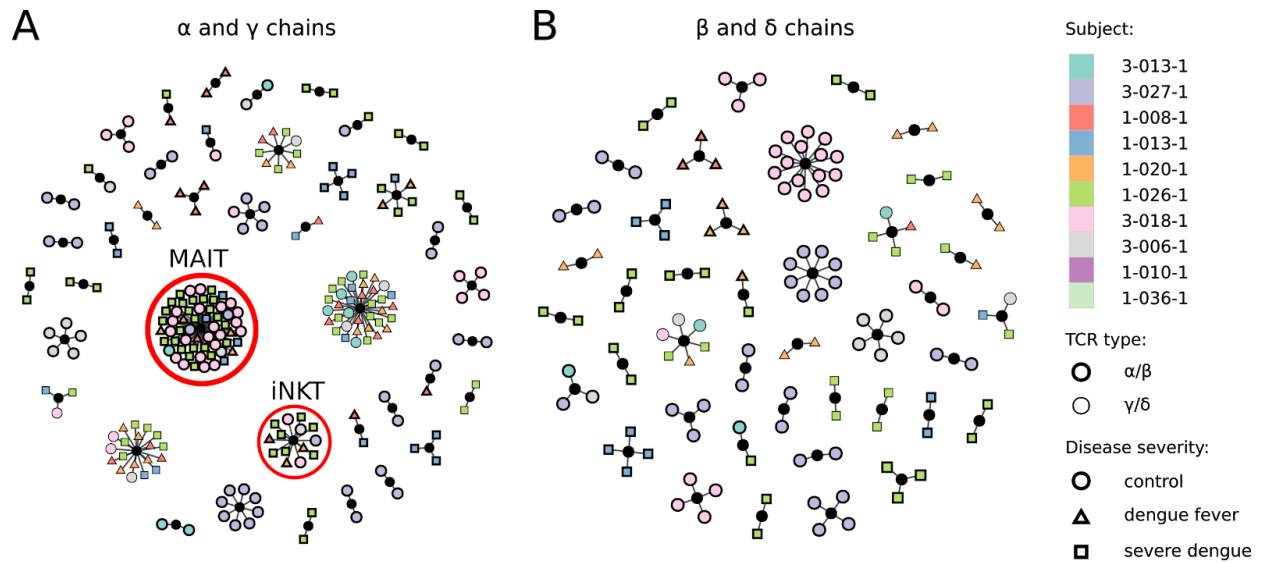 A
α and γ chains
MAIT
iNKT
B
β and δ chains
Subject:
3-013-1
3-027-1
1-008-1
1-013-1
1-020-1
1-026-1
3-018-1
3-006-1
1-010-1
1-036-1
TCR type:
α/β
γ/δ
Disease severity:
control
dengue fever
severe dengue